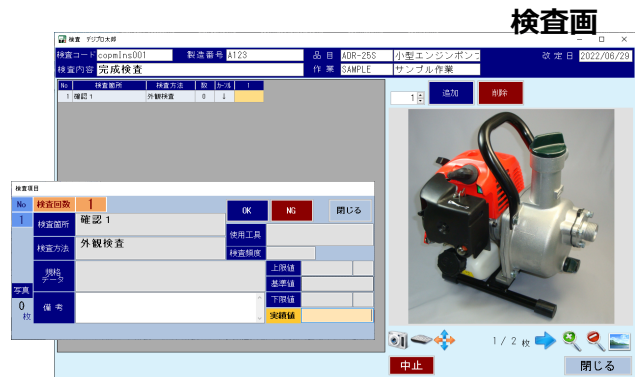 検査画
検査 デジプロ太郎
検査コード copmIns001 製造番号 A123 品 目 ADR-25S 小型エンジンポンプ 改定日 2022/06/29
検査内容 完成検査 作 業 SAMPLE サンプル作業
No 検査箇所 検査方法 数 カーソル 1
1 確認1 外観検査 0 ↓
1 追加 削除
検査項目
No 検査回数 1 OK NG 閉じる
1 検査箇所 確認1 使用工具
検査方法 外観検査 検査頻度
規格データ 上限値
基準値
写真 下限値
0枚 備 考 実績値
1 / 2 枚
中止 閉じる